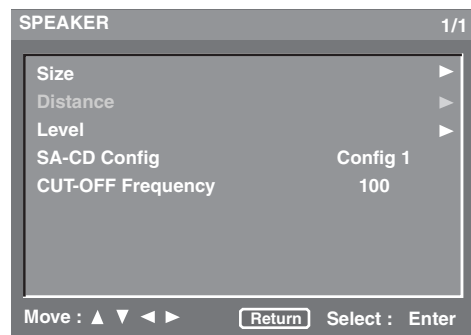 SPEAKER 1/1
Size ►
Distance ►
Level ►
SA-CD Config Config 1
CUT-OFF Frequency 100
Move : ▲ ▼ ◄ ► Return Select : Enter